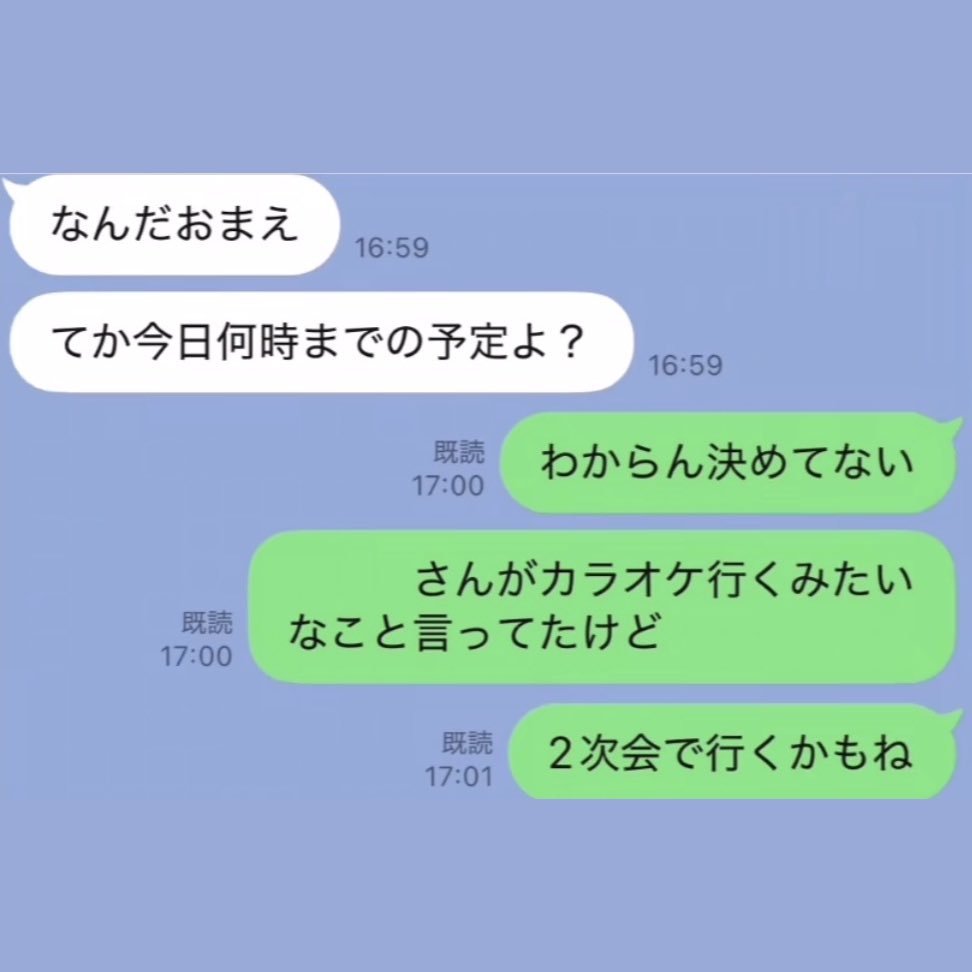 なんだおまえ
16:59
てか今日何時までの予定よ？
16:59
わからん決めてない
既読
17:00
さんがカラオケ行くみたい
なこと言ってたけど
既読
17:00
２次会で行くかもね
既読
17:01